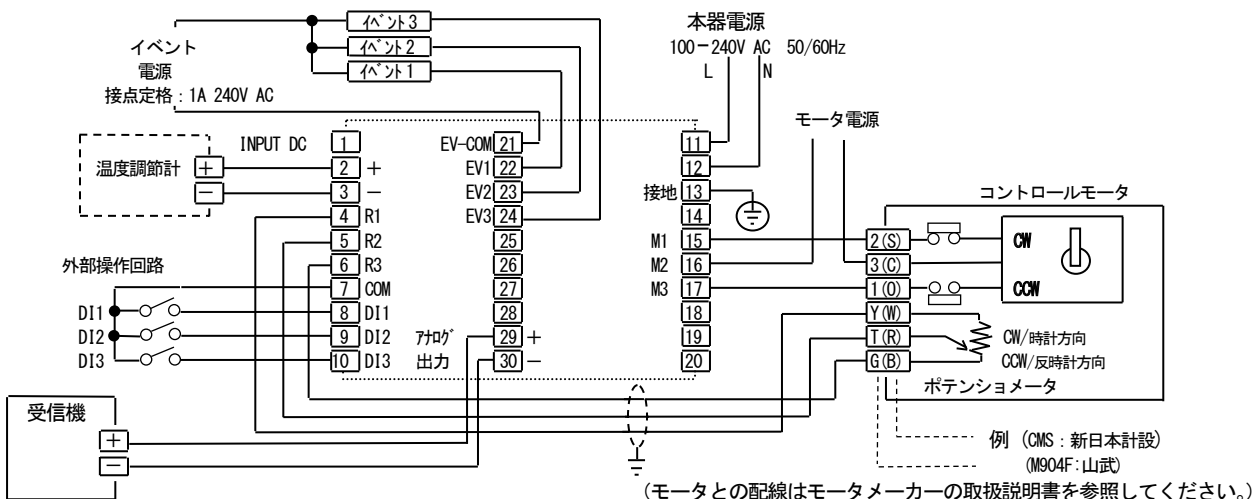 イベント3
イベント2
イベント1
イベント
電源
接点定格：1A 240V AC
本器電源
100－240V AC 50/60Hz
L N
モータ電源
温度調節計
+
－
INPUT DC
1
2 +
3 －
4 R1
5 R2
6 R3
7 COM
8 DI1
9 DI2
10 DI3
外部操作回路
DI1
DI2
DI3
EV-COM 21
EV1 22
EV2 23
EV3 24
25
26
27
28
アナログ 29 +
出力 30 －
11
12
接地 13
14
M1 15
M2 16
M3 17
18
19
20
コントロールモータ
2(S)
3(C)
1(O)
Y(W)
T(R)
G(B)
CW
CCW
CW/時計方向
CCW/反時計方向
ポテンショメータ
受信機
+
－
例 (CMS：新日本計設)
(M904F:山武)
(モータとの配線はモータメーカーの取扱説明書を参照してください。)